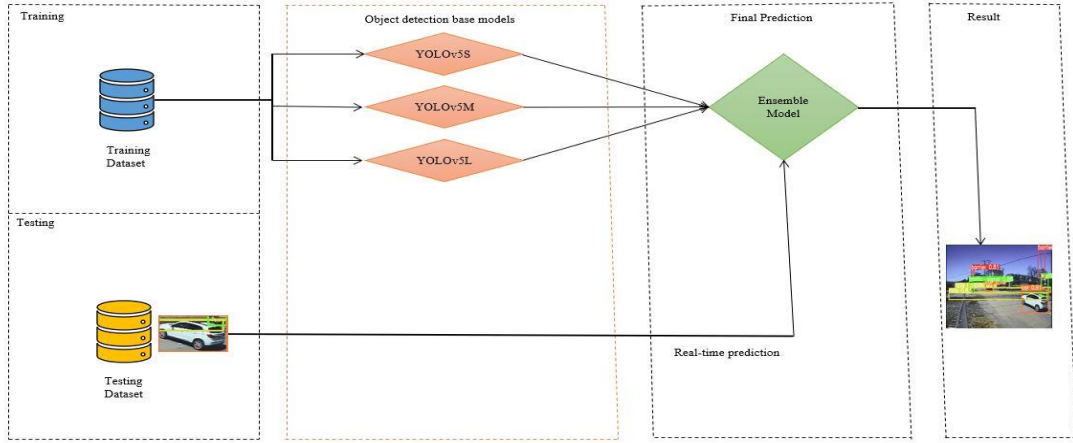 Training
Object detection base models
Final Prediction
Result
YOLOv5S
YOLOv5M
YOLOv5L
Ensemble
Model
Training
Dataset
Testing
Testing
Dataset
Real-time prediction